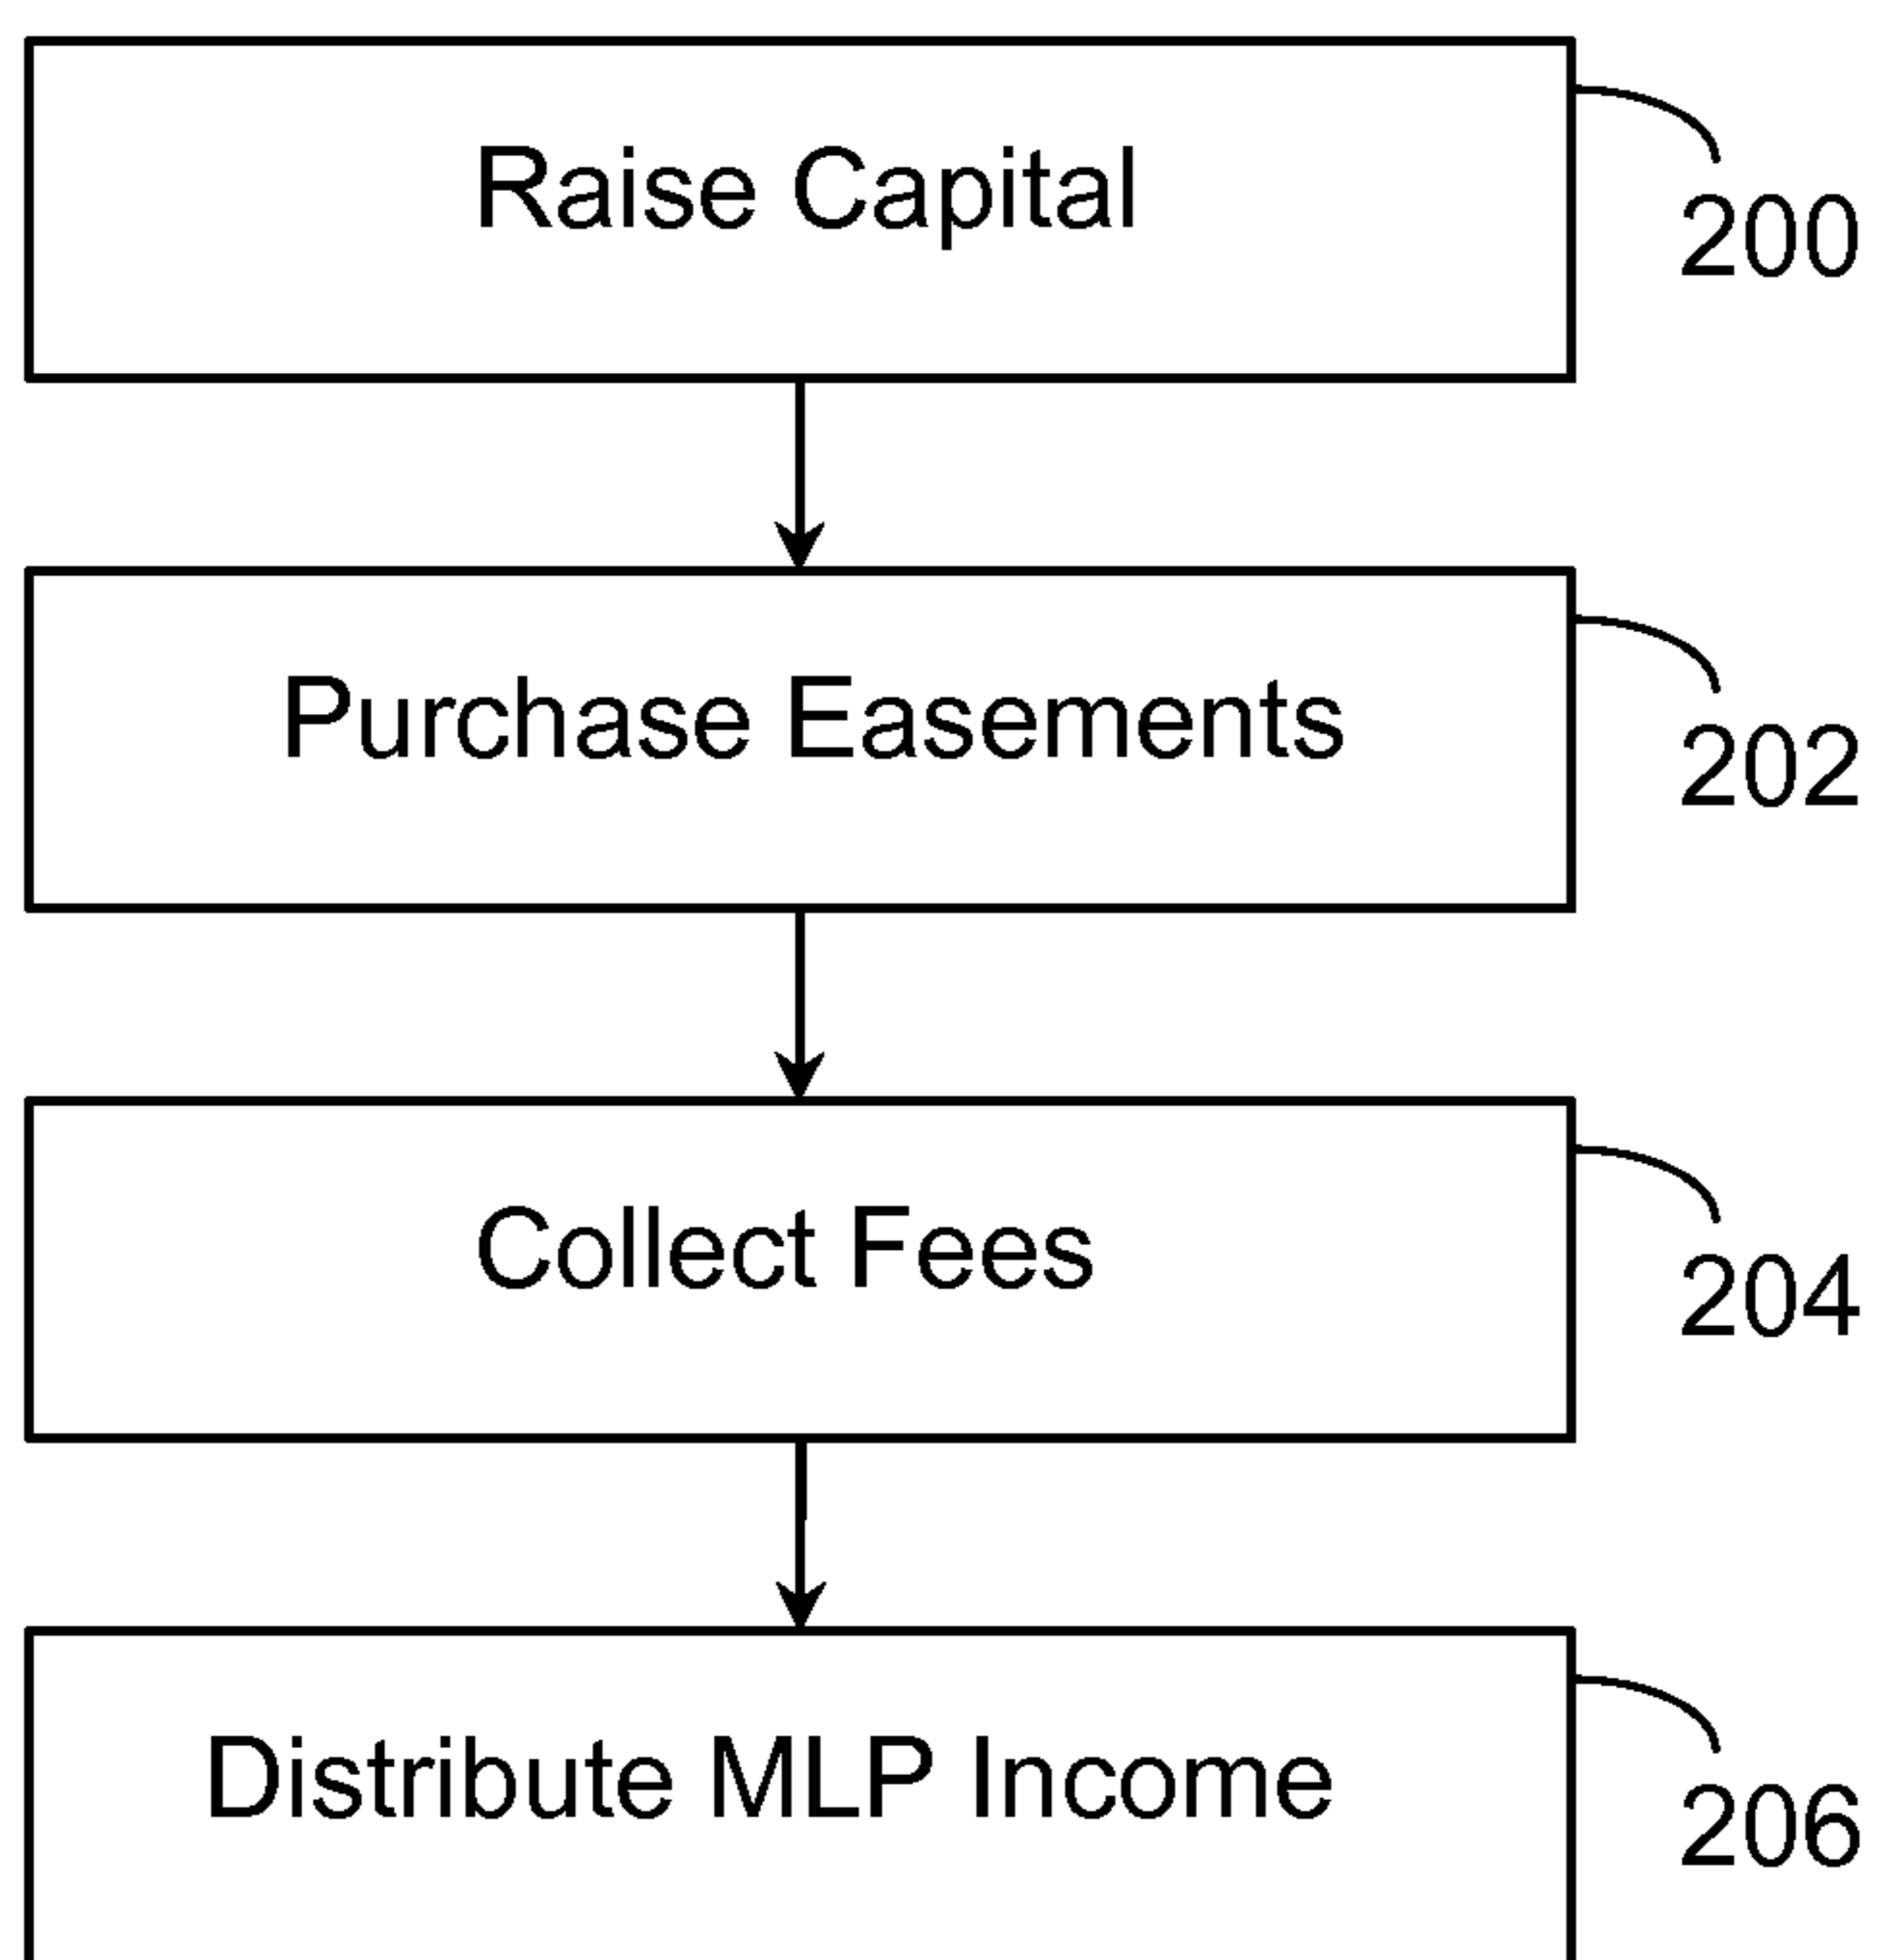 Raise Capital
200
Purchase Easements
202
Collect Fees
204
Distribute MLP Income
206